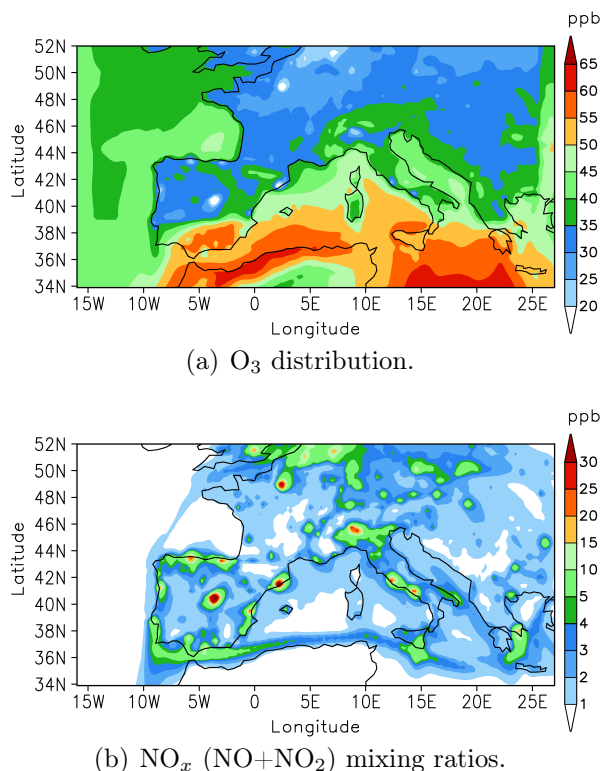 ppb
52N
50N
48N
46N
44N
42N
40N
38N
36N
34N
Latitude
65
60
55
50
45
40
35
30
25
20
15W 10W 5W 0 5E 10E 15E 20E 25E
Longitude
(a) O₃ distribution.
ppb
52N
50N
48N
46N
44N
42N
40N
38N
36N
34N
Latitude
30
25
20
15
10
5
4
3
2
1
15W 10W 5W 0 5E 10E 15E 20E 25E
Longitude
(b) NOₓ (NO+NO₂) mixing ratios.